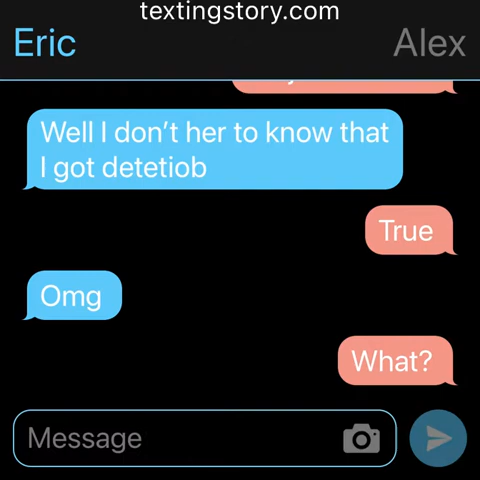 textingstory.com
Eric
Alex
Well I don't her to know that
I got detetiob
True
Omg
What?
Message